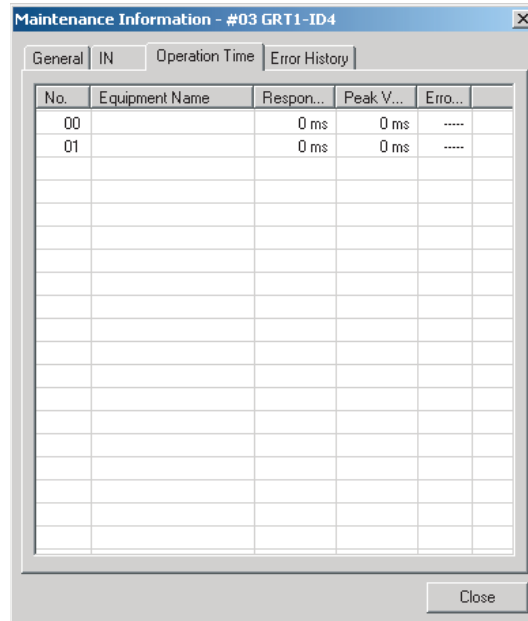 Maintenance Information - #03 GRT1-ID4
General IN Operation Time Error History
No. Equipment Name Respon... Peak V... Erro...
00 0 ms 0 ms -----
01 0 ms 0 ms -----
Close